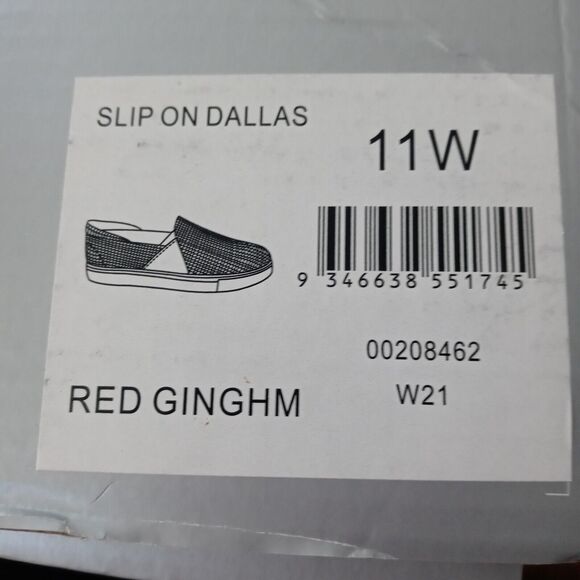 SLIP ON DALLAS
11W
9 346638 551745
00208462
RED GINGHM
W21